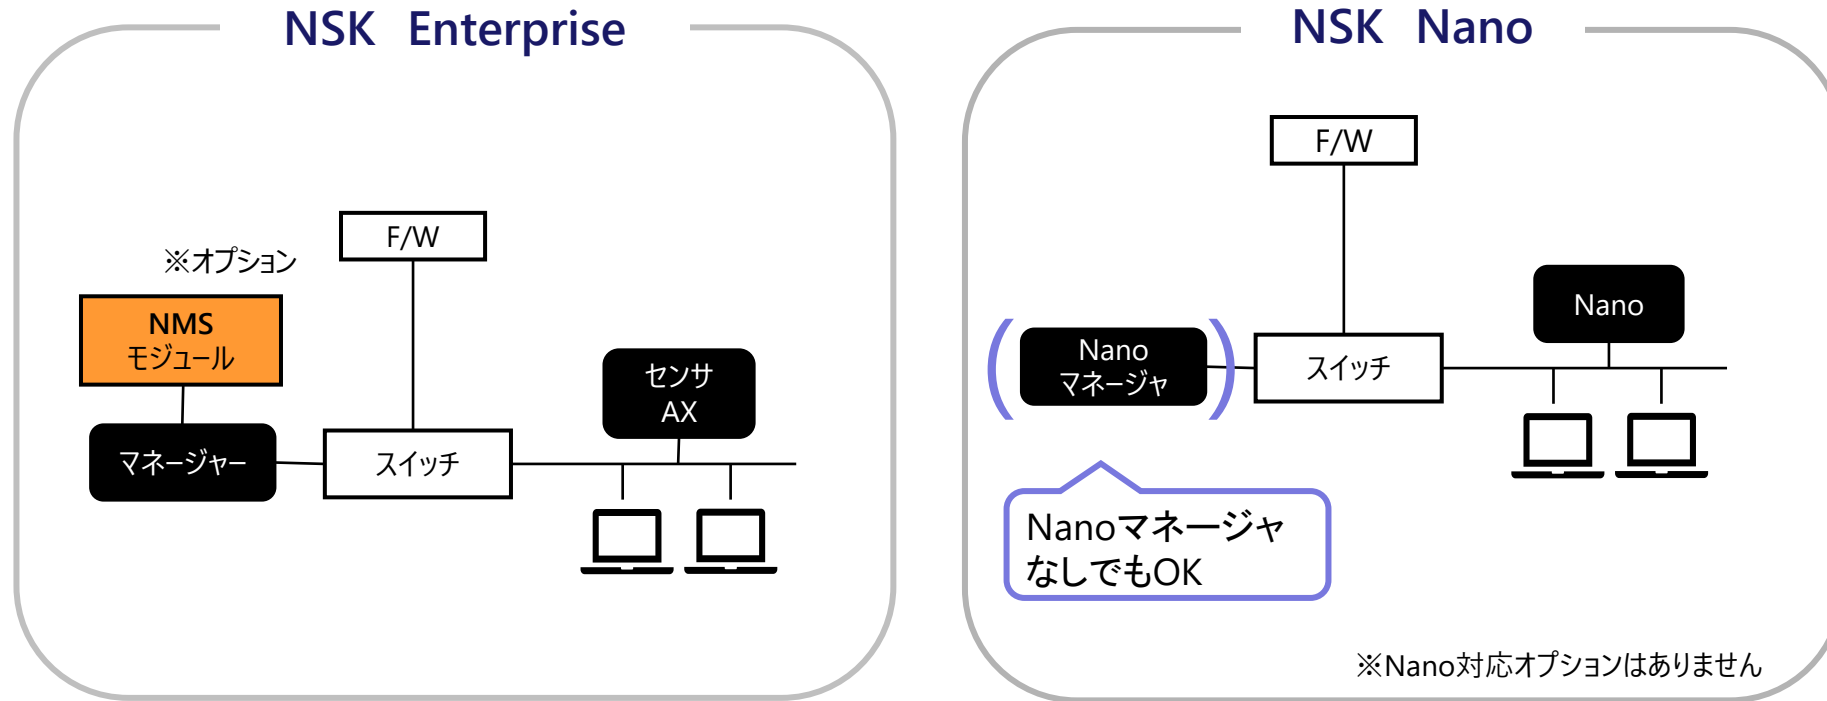 NSK Enterprise
F/W
※オプション
NMS
モジュール
センサ
AX
マネージャー
スイッチ
NSK Nano
F/W
Nano
Nano
マネージャ
スイッチ
Nanoマネージャ
なしでもOK
※Nano対応オプションはありません